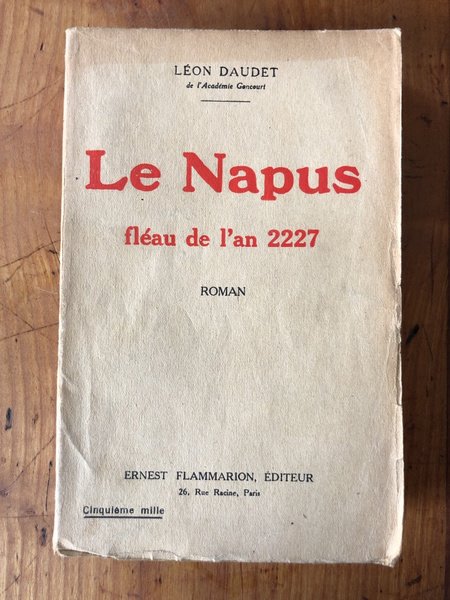 LÉON DAUDET
de l'Académie Goncourt
Le Napus
fléau de l'an 2227
ROMAN
ERNEST FLAMMARION, ÉDITEUR
26, Rue Racine, Paris
Cinquième mille